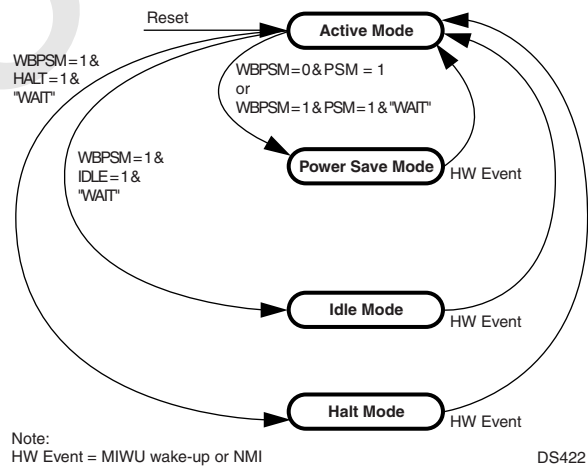 Reset
Active Mode
WBPSM=1&
HALT=1&
"WAIT"
WBPSM=0&PSM = 1
or
WBPSM=1&PSM=1&"WAIT"
WBPSM=1&
IDLE=1&
"WAIT"
Power Save Mode
HW Event
Idle Mode
HW Event
Halt Mode
HW Event
Note:
HW Event = MIWU wake-up or NMI
DS422